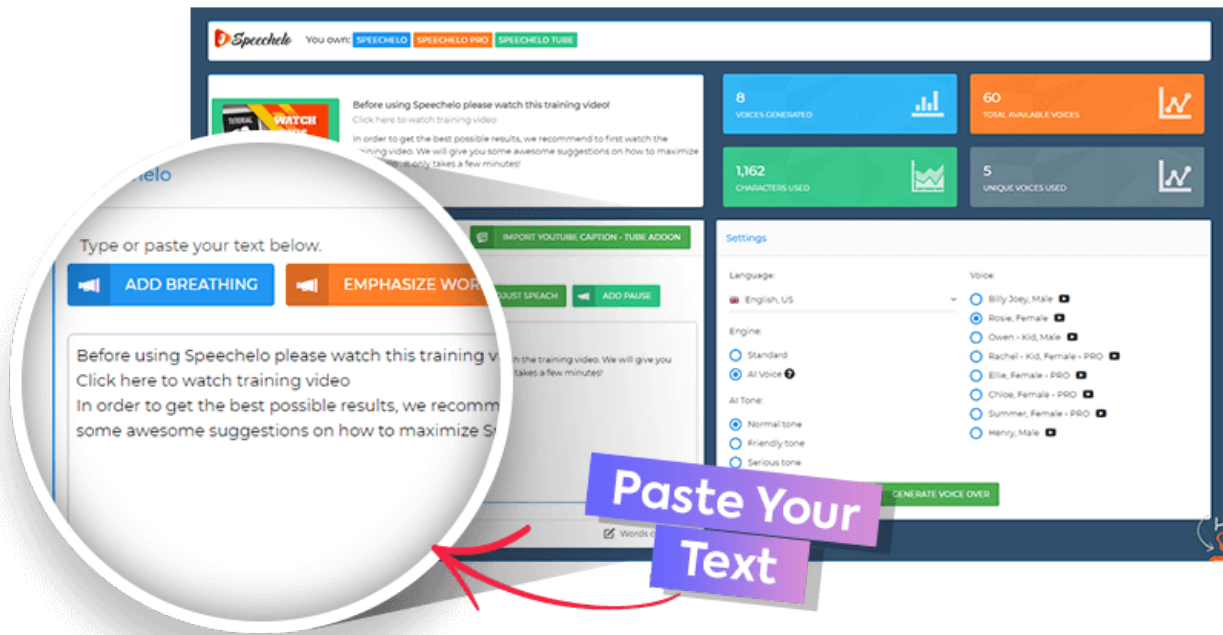 Speechelo You own: SPEECHELO SPEECHELO PRO SPEECHELO TUBE
TUTORIAL WATCH
Before using Speechelo please watch this training video!
Click here to watch training video
In order to get the best possible results, we recommend to first watch the
training video. We will give you some awesome suggestions on how to maximize
it only takes a few minutes!
8
VOICES GENERATED
60
TOTAL AVAILABLE VOICES
1,162
CHARACTERS USED
5
UNIQUE VOICES USED
helo
Type or paste your text below.
ADD BREATHING EMPHASIZE WOR
Before using Speechelo please watch this training v
Click here to watch training video
In order to get the best possible results, we recomm
some awesome suggestions on how to maximize S
IMPORT YOUTUBE CAPTION - TUBE ADDON
DJUST SPEACH ADD PAUSE
h the training video. We will give you
takes a few minutes!
Words c
Settings
Language:
English, US
Engine:
Standard
AI Voice
AI Tone:
Normal tone
Friendly tone
Serious tone
Voice:
Billy Joey, Male
Rosie, Female
Owen - Kid, Male
Rachel - Kid, Female - PRO
Ellie, Female - PRO
Chloe, Female - PRO
Summer, Female - PRO
Henry, Male
GENERATE VOICE OVER
Paste Your
Text